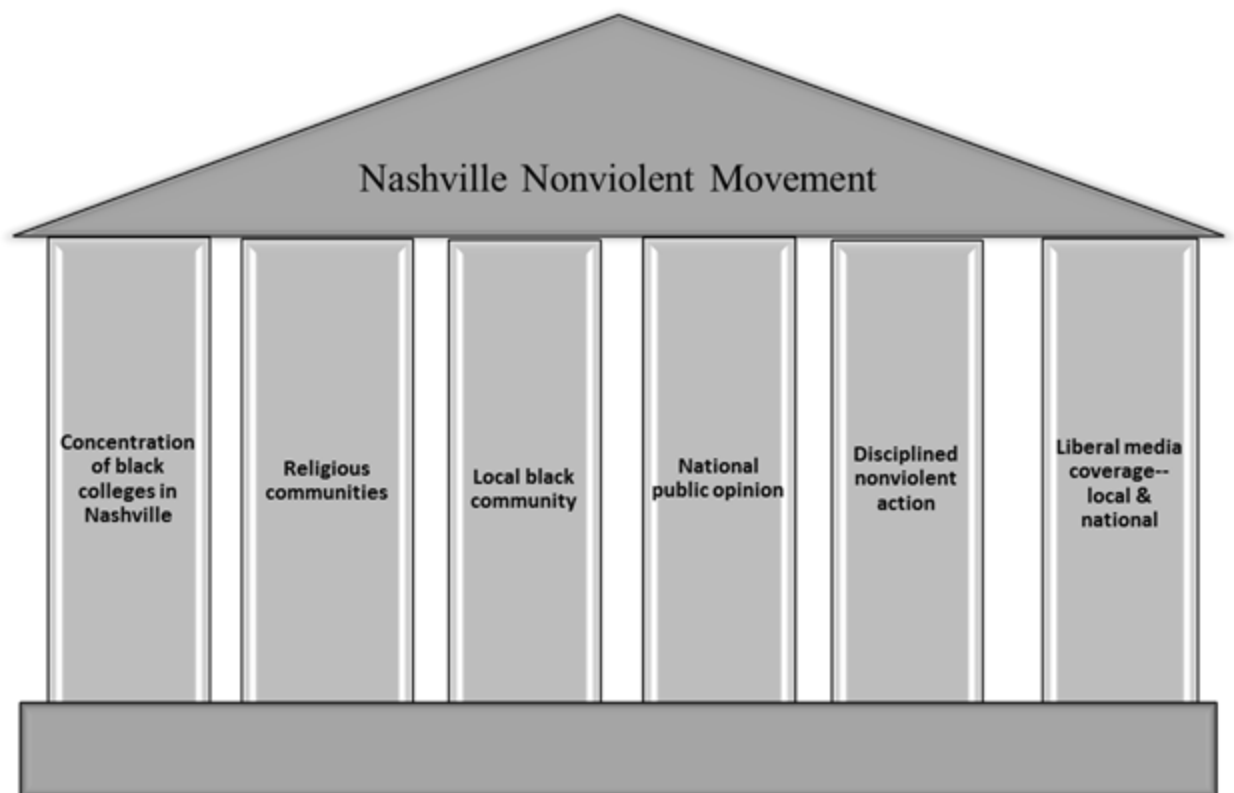 Nashville Nonviolent Movement
Concentration
of black
colleges in
Nashville
Religious
communities
Local black
community
National
public opinion
Disciplined
nonviolent
action
Liberal media
coverage--
local &
national